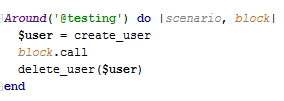 Around('@testing') do |scenario, block|
  $user = create_user
  block.call
  delete_user($user)
end